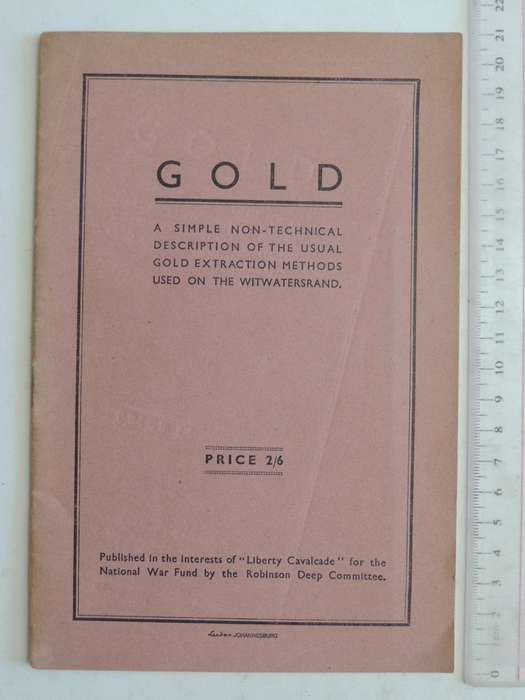 GOLD
A SIMPLE NON-TECHNICAL
DESCRIPTION OF THE USUAL
GOLD EXTRACTION METHODS
USED ON THE WITWATERSRAND.
PRICE 2/6
Published in the Interests of "Liberty Cavalcade" for the
National War Fund by the Robinson Deep Committee.
JOHANNESBURG
22
21
20
19
18
17
16
15
14
13
12
11
10
9
8
7
6
5
4
3
2
1
0